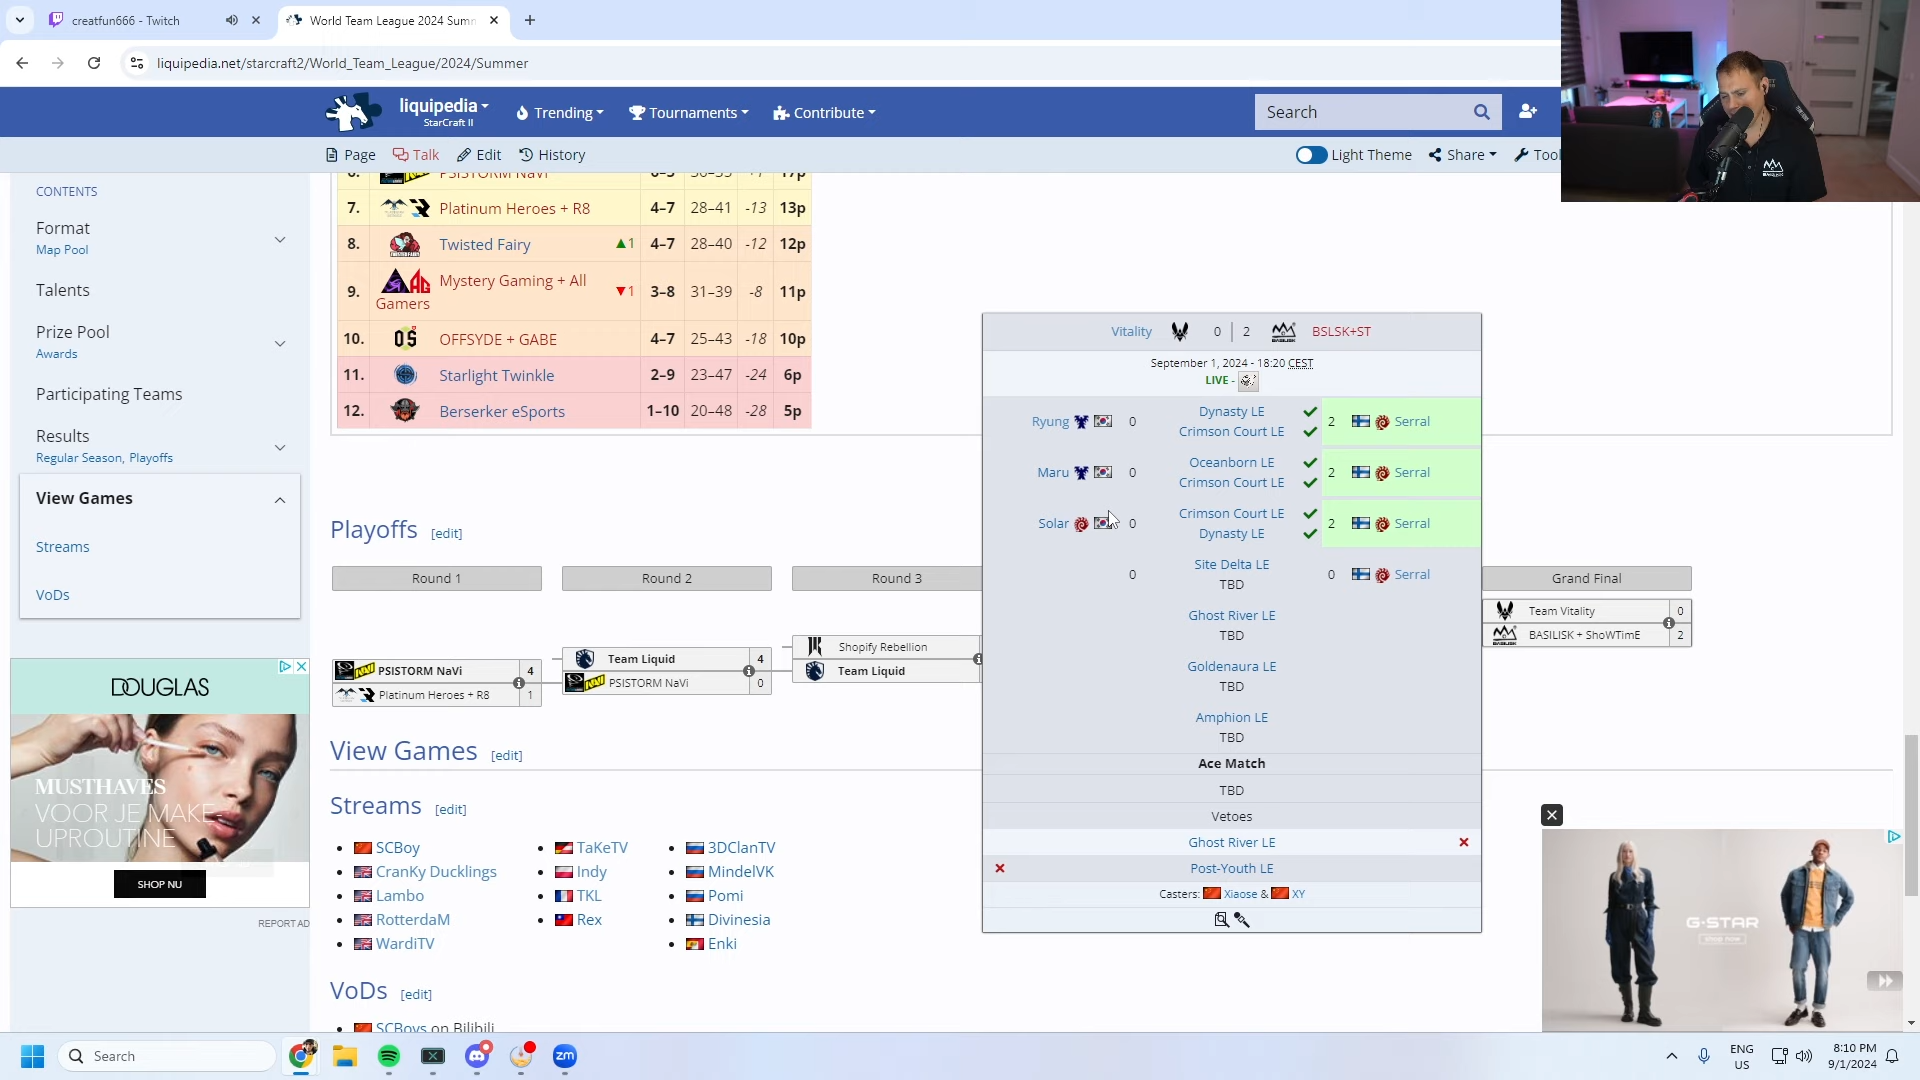 creatfun666 - Twitch
World Team League 2024 Summ
liquipedia.net/starcraft2/World_Team_League/2024/Summer
liquipedia
StarCraft II
Trending
Tournaments
Contribute
Search
Page
Talk
Edit
History
Light Theme
Share
Tool
CONTENTS
Format
Map Pool
Talents
Prize Pool
Awards
Participating Teams
Results
Regular Season, Playoffs
View Games
Streams
VoDs
DOUGLAS
MUSTHAVES
VOOR JE MAKE-
UPROUTINE
SHOP NU
REPORT AD
6. PSISTORM NaVi 17p
7. Platinum Heroes + R8 4–7 28–41 -13 13p
8. Twisted Fairy ▲1 4–7 28–40 -12 12p
9. Mystery Gaming + All Gamers ▼1 3–8 31–39 -8 11p
10. OFFSYDE + GABE 4–7 25–43 -18 10p
11. Starlight Twinkle 2–9 23–47 -24 6p
12. Berserker eSports 1–10 20–48 -28 5p
Playoffs [edit]
Round 1
Round 2
Round 3
Grand Final
PSISTORM NaVi 4
Platinum Heroes + R8 1
Team Liquid 4
PSISTORM NaVi 0
Shopify Rebellion
Team Liquid
Team Vitality 0
BASILISK + ShoWTimE 2
Vitality 0 2 BSLSK+ST
BASILISK
September 1, 2024 - 18:20 CEST
LIVE -
Ryung 0 Dynasty LE 2 Serral
Crimson Court LE
Maru 0 Oceanborn LE 2 Serral
Crimson Court LE
Solar 0 Crimson Court LE 2 Serral
Dynasty LE
0 Site Delta LE 0 Serral
TBD
Ghost River LE
TBD
Goldenaura LE
TBD
Amphion LE
TBD
Ace Match
TBD
Vetoes
Ghost River LE
Post-Youth LE
Casters: Xiaose & XY
View Games [edit]
Streams [edit]
SCBoy
CranKy Ducklings
Lambo
RotterdaM
WardiTV
TaKeTV
Indy
TKL
Rex
3DClanTV
MindelVK
Pomi
Divinesia
Enki
VoDs [edit]
SCBoys on Bilibili
G-STAR
Shop now
BASILISK
Search
zm
ENG
US
8:10 PM
9/1/2024